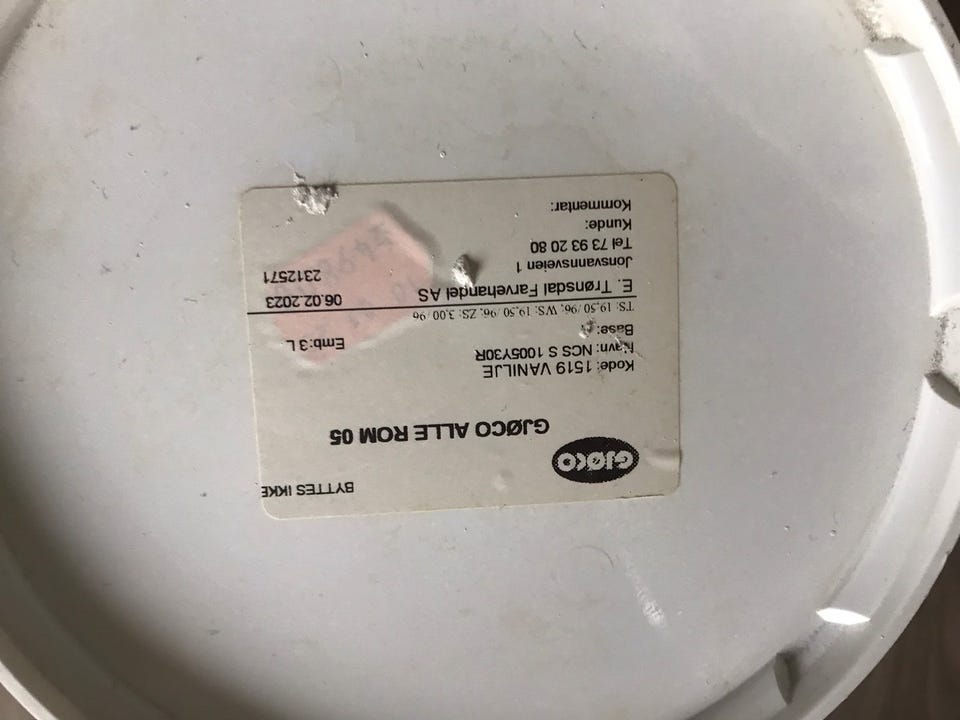 BYTTES IKKE
GJØCO
GJØCO ALLE ROM 05
Kode: 1519 VANILJE
Navn: NCS S 1005Y30R
Emb:3 L
Base:
TS: 19,50 /96; WS: 19,50 /96; ZS: 3,00 /96
E. Trønsdal Farvehandel AS 06.02.2023
Jonsvannsveien 1 2312571
Tel 73 93 20 80
Kunde:
Kommentar: